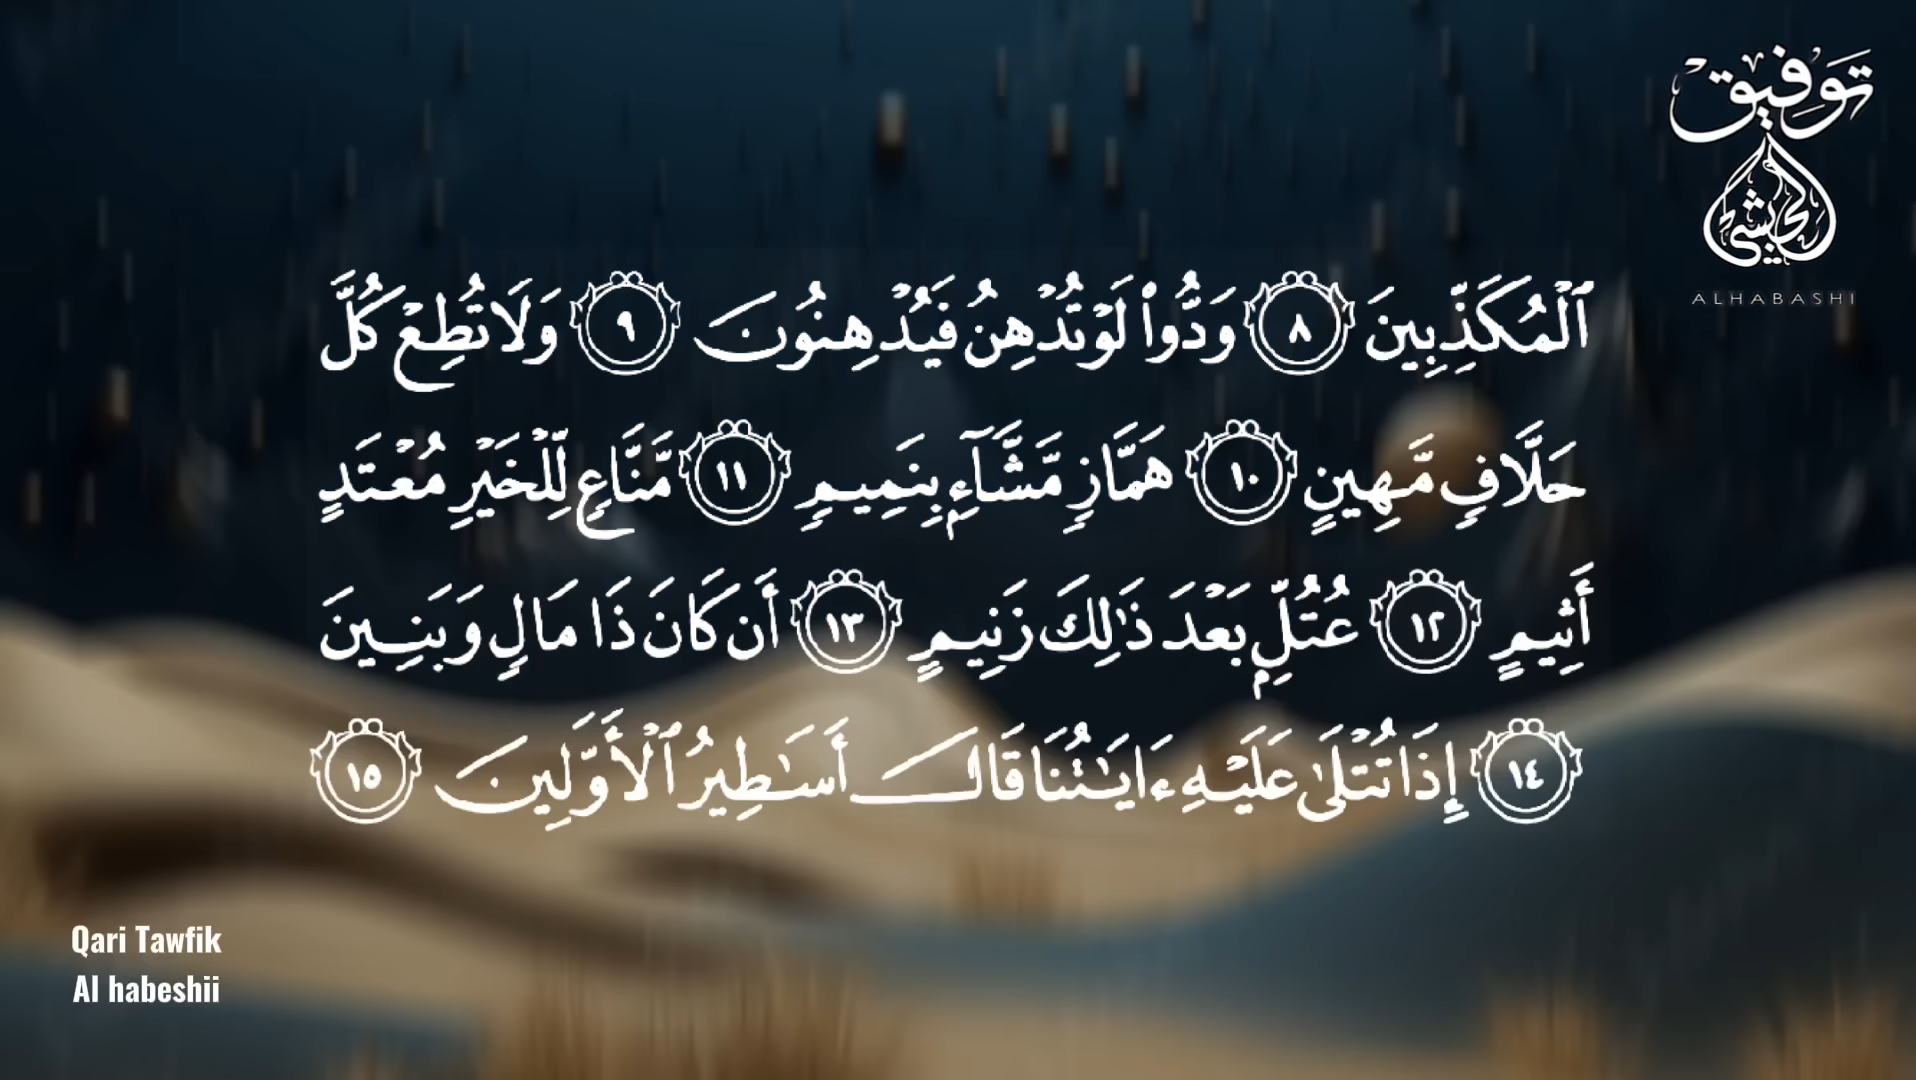 توفيق
الحبشي
ALHABASHI
ٱلْمُكَذِّبِينَ ٨ وَدُّوا۟ لَوْ تُدْهِنُ فَيُدْهِنُونَ ٩ وَلَا تُطِعْ كُلَّ
حَلَّافٍ مَّهِينٍ ١٠ هَمَّازٍ مَّشَّآءٍۭ بِنَمِيمٍ ١١ مَّنَّاعٍ لِّلْخَيْرِ مُعْتَدٍ
أَثِيمٍ ١٢ عُتُلٍّۭ بَعْدَ ذَٰلِكَ زَنِيمٍ ١٣ أَن كَانَ ذَا مَالٍ وَبَنِينَ
١٤ إِذَا تُتْلَىٰ عَلَيْهِ ءَايَـٰتُنَا قَالَ أَسَـٰطِيرُ ٱلْأَوَّلِينَ ١٥
Qari Tawfik
Al habeshii